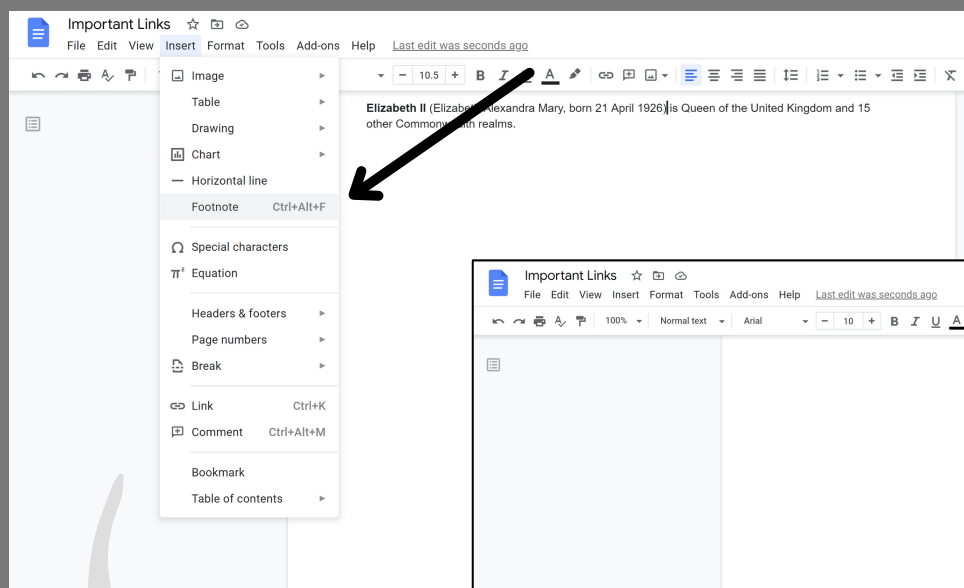 Important Links
File Edit View Insert Format Tools Add-ons Help Last edit was seconds ago
− 10.5 + B I A
Image
Table
Drawing
Chart
Horizontal line
Footnote Ctrl+Alt+F
Special characters
Equation
Headers & footers
Page numbers
Break
Link Ctrl+K
Comment Ctrl+Alt+M
Bookmark
Table of contents
Elizabeth II (Elizabeth Alexandra Mary, born 21 April 1926) is Queen of the United Kingdom and 15
other Commonwealth realms.
Important Links
File Edit View Insert Format Tools Add-ons Help Last edit was seconds ago
100% Normal text Arial − 10 + B I U A